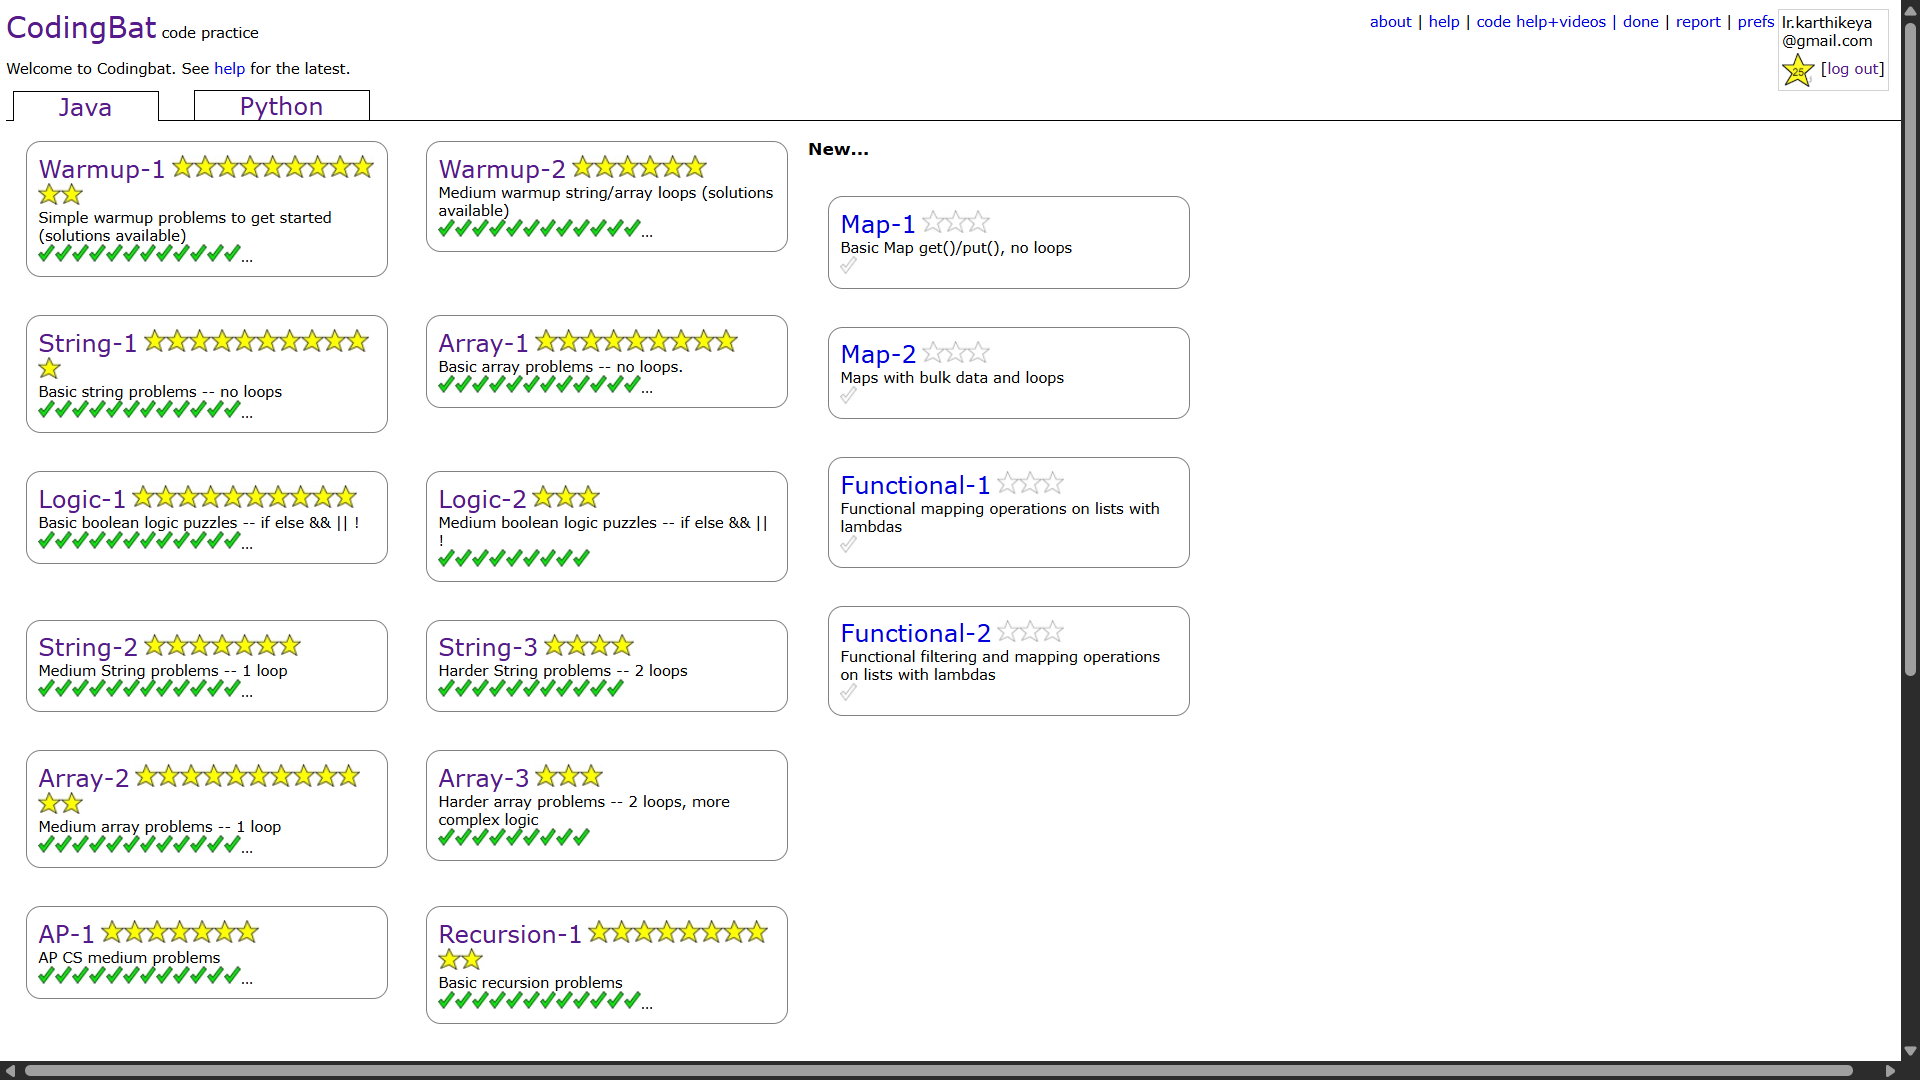 CodingBat code practice
about | help | code help+videos | done | report | prefs
lr.karthikeya
@gmail.com
25 [log out]
Welcome to Codingbat. See help for the latest.
Java
Python
Warmup-1
Simple warmup problems to get started
(solutions available)
...
Warmup-2
Medium warmup string/array loops (solutions
available)
...
New...
Map-1
Basic Map get()/put(), no loops
String-1
Basic string problems -- no loops
...
Array-1
Basic array problems -- no loops.
...
Map-2
Maps with bulk data and loops
Logic-1
Basic boolean logic puzzles -- if else && || !
...
Logic-2
Medium boolean logic puzzles -- if else && ||
!
Functional-1
Functional mapping operations on lists with
lambdas
String-2
Medium String problems -- 1 loop
...
String-3
Harder String problems -- 2 loops
Functional-2
Functional filtering and mapping operations
on lists with lambdas
Array-2
Medium array problems -- 1 loop
...
Array-3
Harder array problems -- 2 loops, more
complex logic
AP-1
AP CS medium problems
...
Recursion-1
Basic recursion problems
...